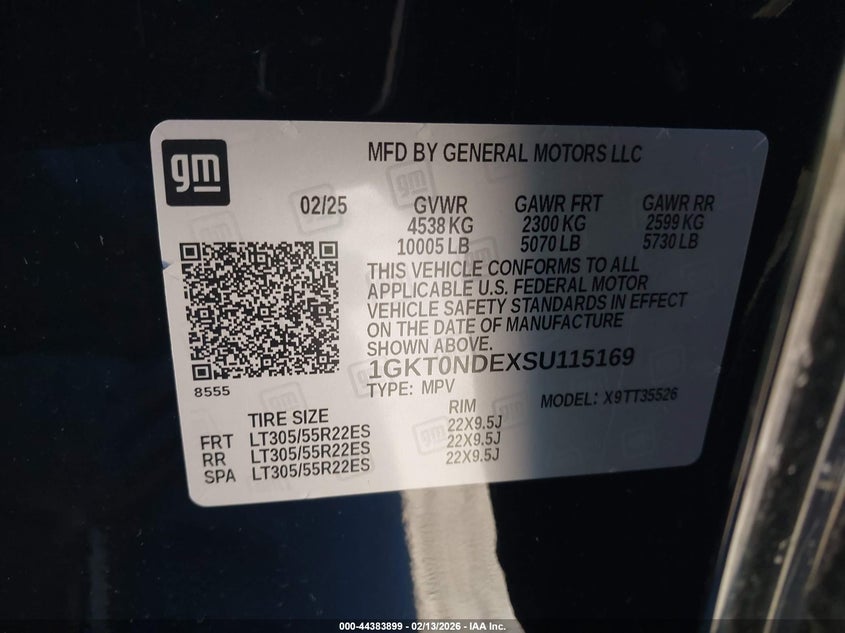 gm
MFD BY GENERAL MOTORS LLC
02/25 GVWR GAWR FRT GAWR RR
4538 KG 2300 KG 2599 KG
10005 LB 5070 LB 5730 LB
THIS VEHICLE CONFORMS TO ALL
APPLICABLE U.S. FEDERAL MOTOR
VEHICLE SAFETY STANDARDS IN EFFECT
ON THE DATE OF MANUFACTURE
SHOWN ABOVE.
1GKT0NDEXSU115169
8555
TYPE: MPV MODEL: X9TT35526
TIRE SIZE RIM
FRT LT305/55R22ES 22X9.5J
RR LT305/55R22ES 22X9.5J
SPA LT305/55R22ES 22X9.5J
000-44383899 - 02/13/2026 - IAA Inc.